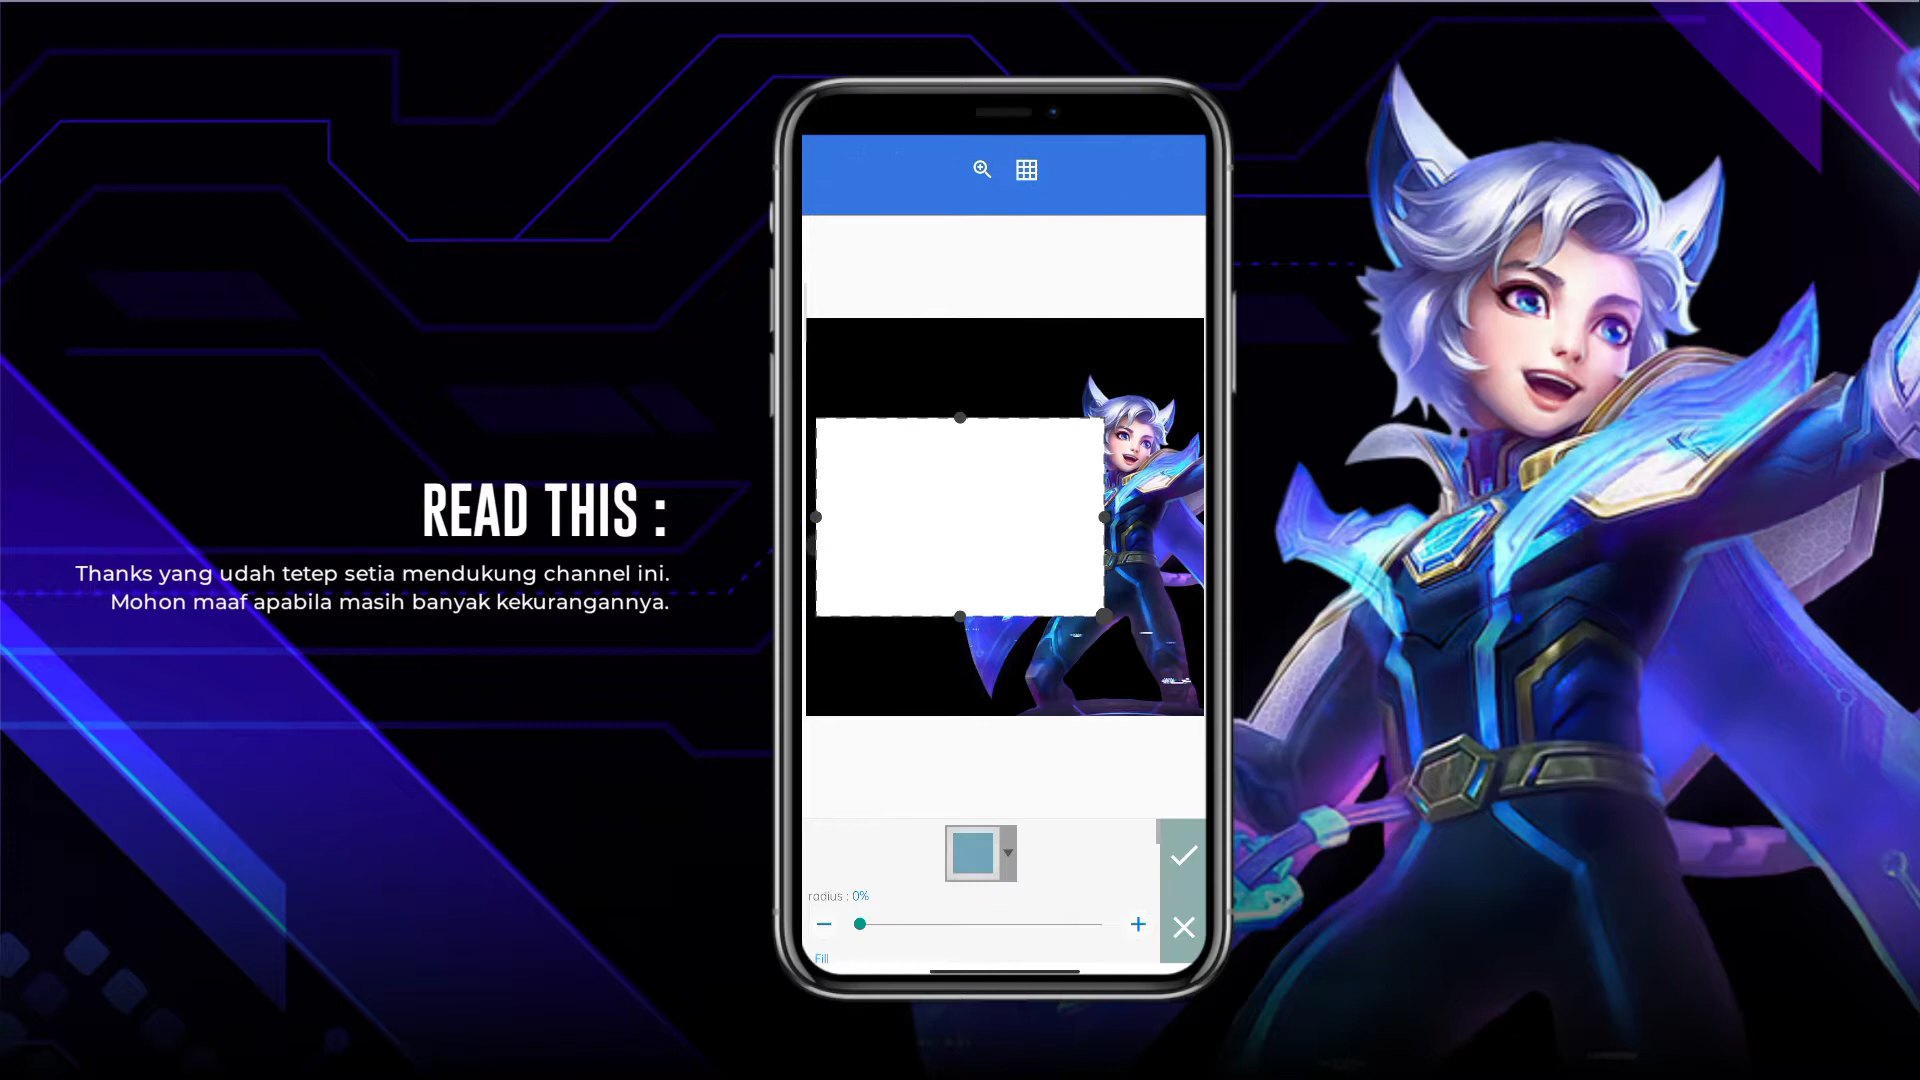 READ THIS :
Thanks yang udah tetep setia mendukung channel ini.
Mohon maaf apabila masih banyak kekurangannya.
radius : 0%
Fill